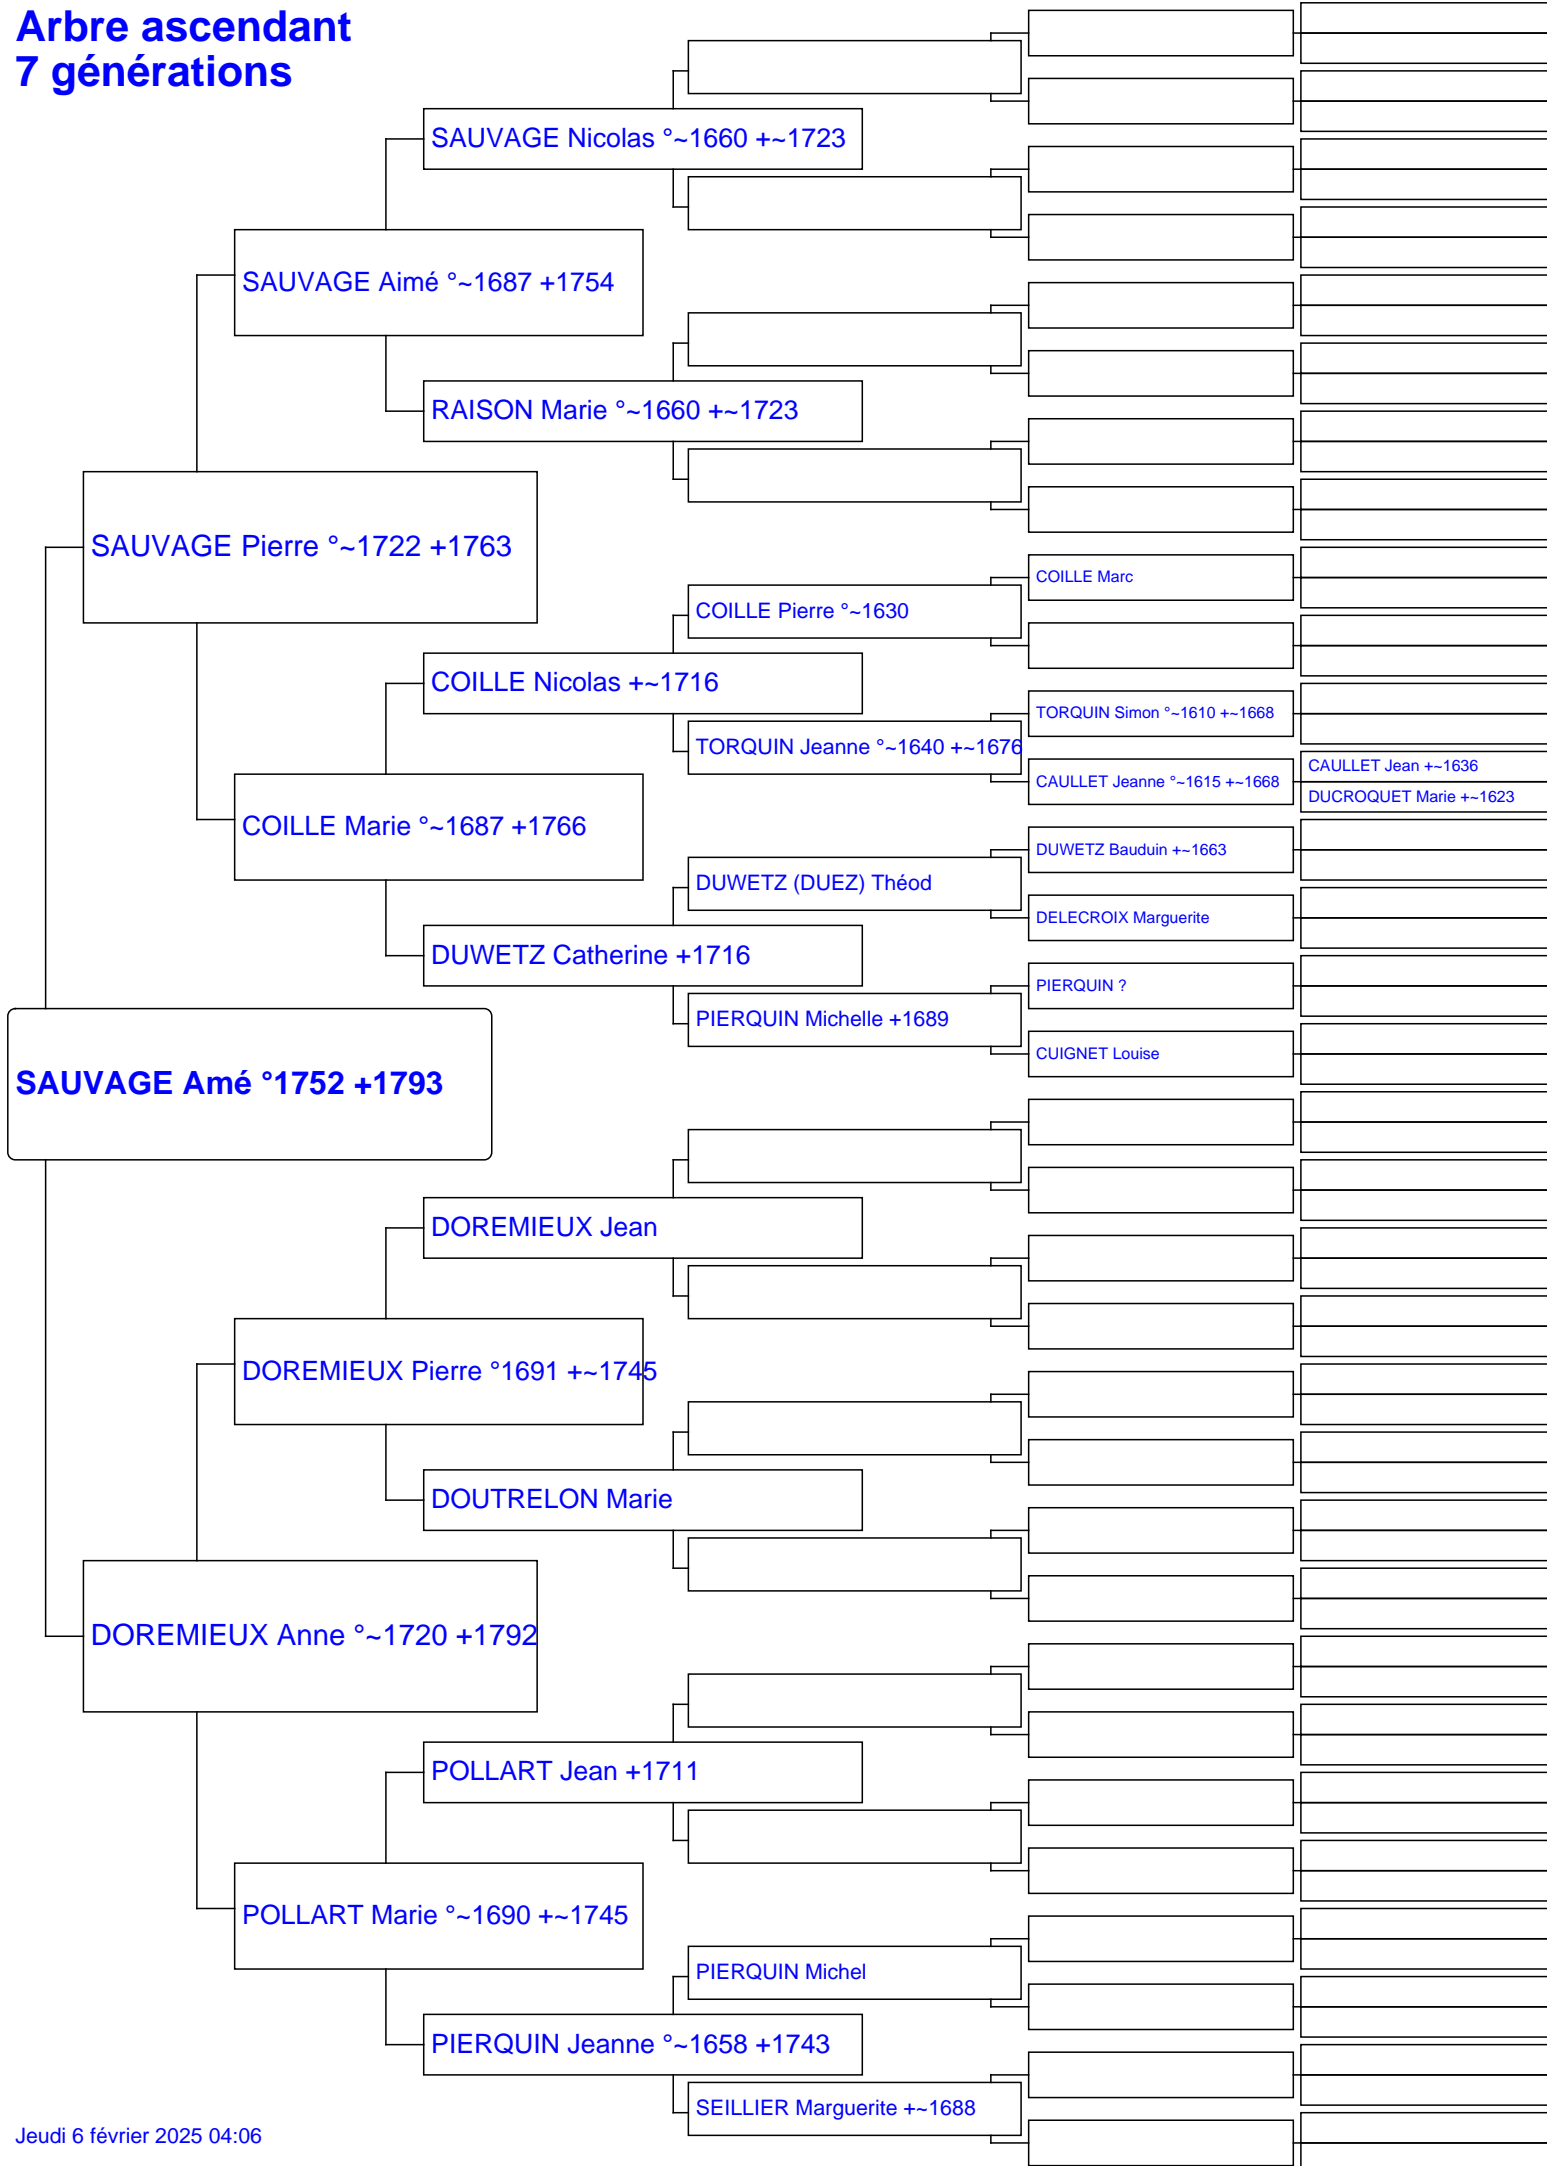 Arbre ascendant
7 générations
SAUVAGE Nicolas °~1660 +~1723
SAUVAGE Aimé °~1687 +1754
RAISON Marie °~1660 +~1723
SAUVAGE Pierre °~1722 +1763
COILLE Marc
COILLE Pierre °~1630
COILLE Nicolas +~1716
TORQUIN Simon °~1610 +~1668
TORQUIN Jeanne °~1640 +~1676
CAULLET Jean +~1636
CAULLET Jeanne °~1615 +~1668
DUCROQUET Marie +~1623
COILLE Marie °~1687 +1766
DUWETZ Bauduin +~1663
DUWETZ (DUEZ) Théod
DELECROIX Marguerite
DUWETZ Catherine +1716
PIERQUIN ?
PIERQUIN Michelle +1689
CUIGNET Louise
SAUVAGE Amé °1752 +1793
DOREMIEUX Jean
DOREMIEUX Pierre °1691 +~1745
DOUTRELON Marie
DOREMIEUX Anne °~1720 +1792
POLLART Jean +1711
POLLART Marie °~1690 +~1745
PIERQUIN Michel
PIERQUIN Jeanne °~1658 +1743
SEILLIER Marguerite +~1688
Jeudi 6 février 2025 04:06